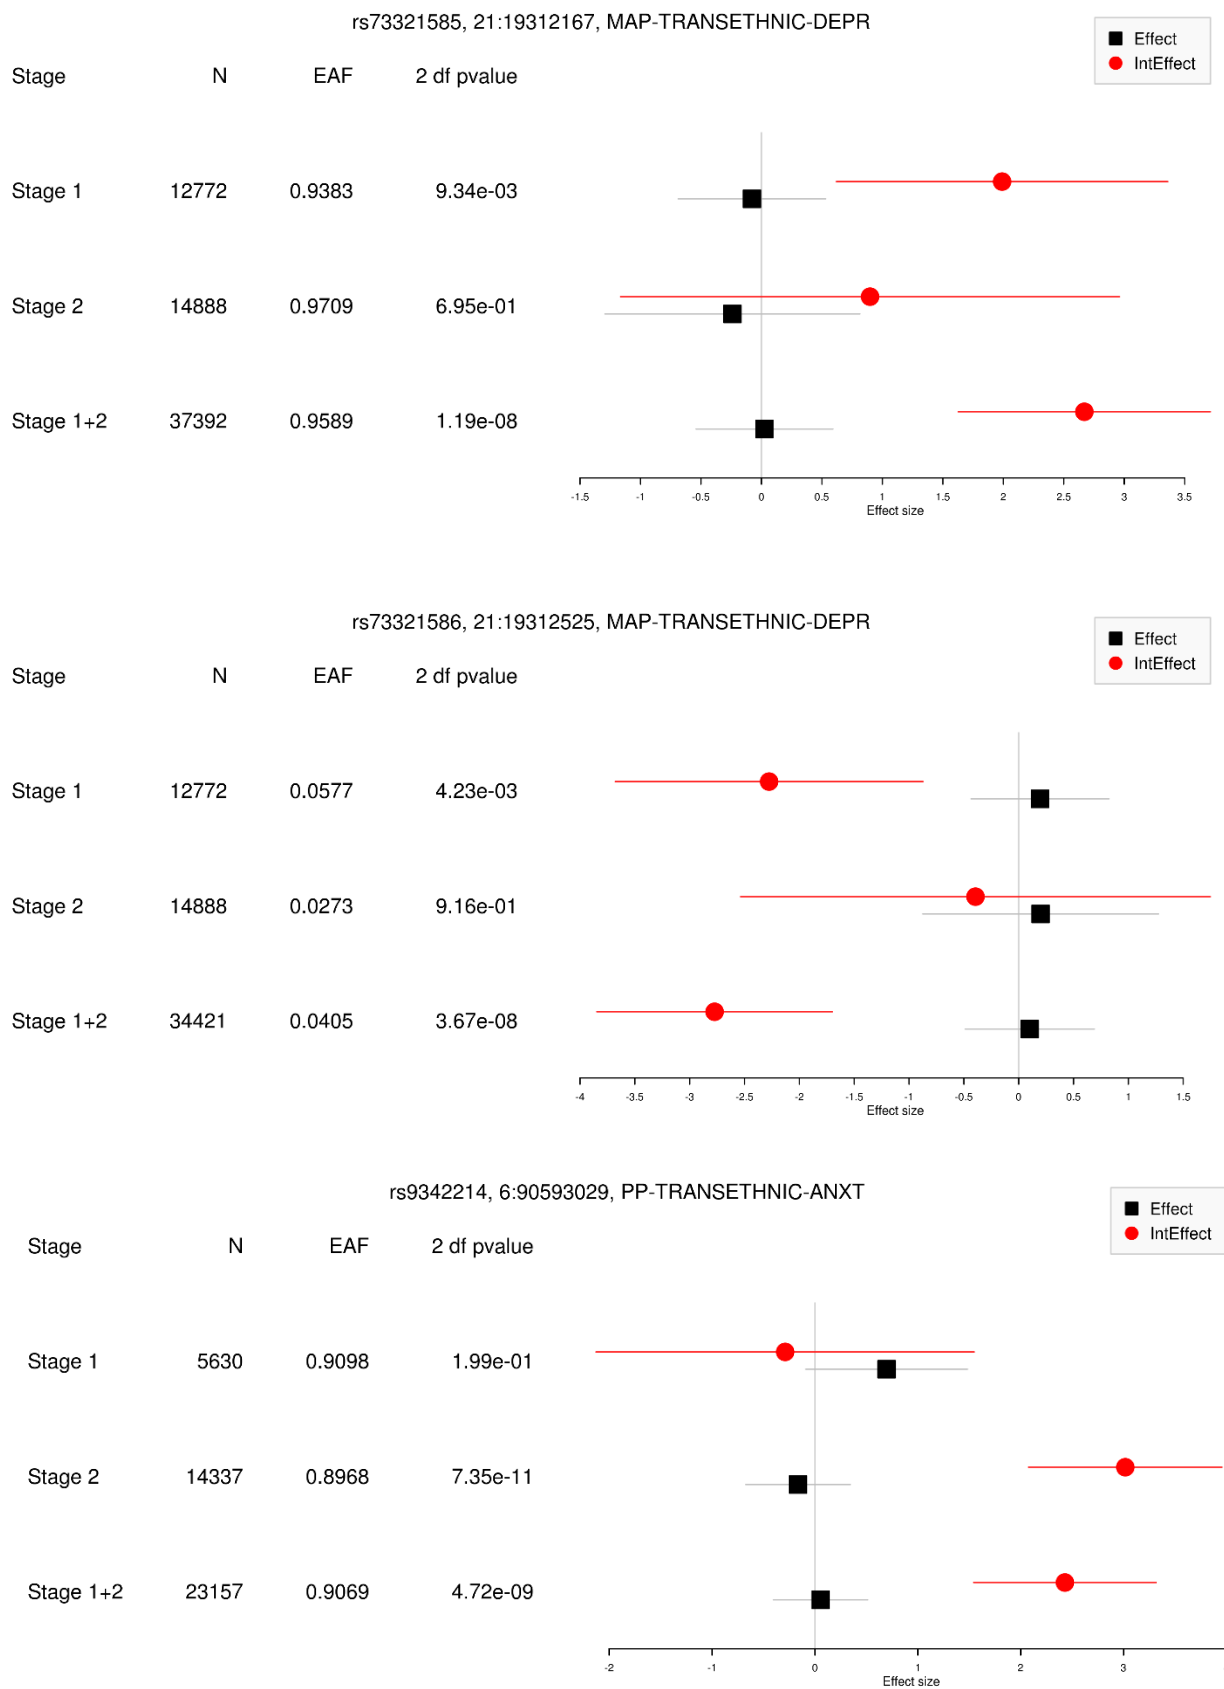 rs73321585, 21:19312167, MAP-TRANSETHNIC-DEPR
Effect
IntEffect
Stage N EAF 2 df pvalue
Stage 1 12772 0.9383 9.34e-03
Stage 2 14888 0.9709 6.95e-01
Stage 1+2 37392 0.9589 1.19e-08
-1.5 -1 -0.5 0 0.5 1 1.5 2 2.5 3 3.5
Effect size
rs73321586, 21:19312525, MAP-TRANSETHNIC-DEPR
Effect
IntEffect
Stage N EAF 2 df pvalue
Stage 1 12772 0.0577 4.23e-03
Stage 2 14888 0.0273 9.16e-01
Stage 1+2 34421 0.0405 3.67e-08
-4 -3.5 -3 -2.5 -2 -1.5 -1 -0.5 0 0.5 1 1.5
Effect size
rs9342214, 6:90593029, PP-TRANSETHNIC-ANXT
Effect
IntEffect
Stage N EAF 2 df pvalue
Stage 1 5630 0.9098 1.99e-01
Stage 2 14337 0.8968 7.35e-11
Stage 1+2 23157 0.9069 4.72e-09
-2 -1 0 1 2 3
Effect size